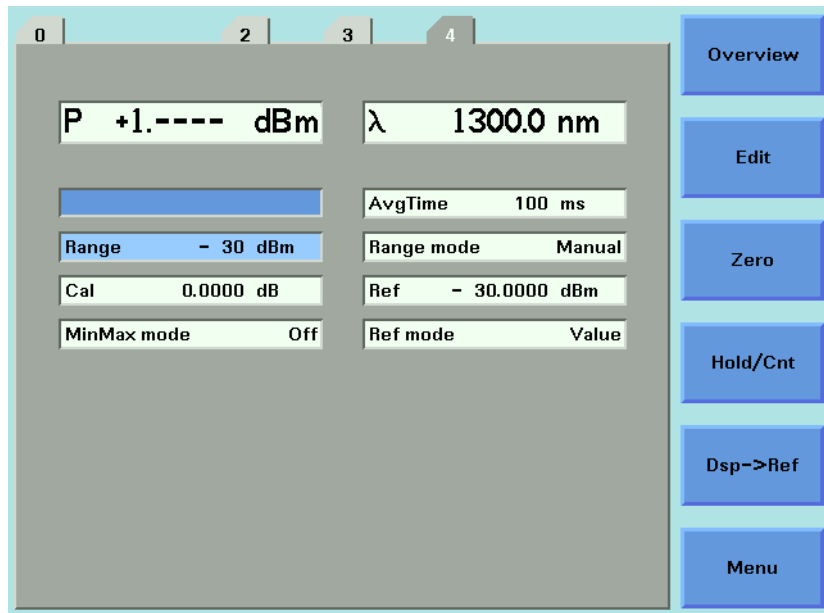 0 2 3 4
P +1.---- dBm λ 1300.0 nm
AvgTime 100 ms
Range - 30 dBm Range mode Manual
Cal 0.0000 dB Ref - 30.0000 dBm
MinMax mode Off Ref mode Value
Overview
Edit
Zero
Hold/Cnt
Dsp->Ref
Menu